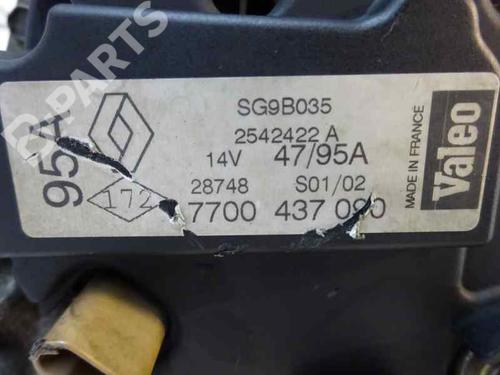 B-PARTS
95A
172
SG9B035
2542422 A
14V 47/95A
28748 S01/02
7700 437 090
MADE IN FRANCE
Valeo